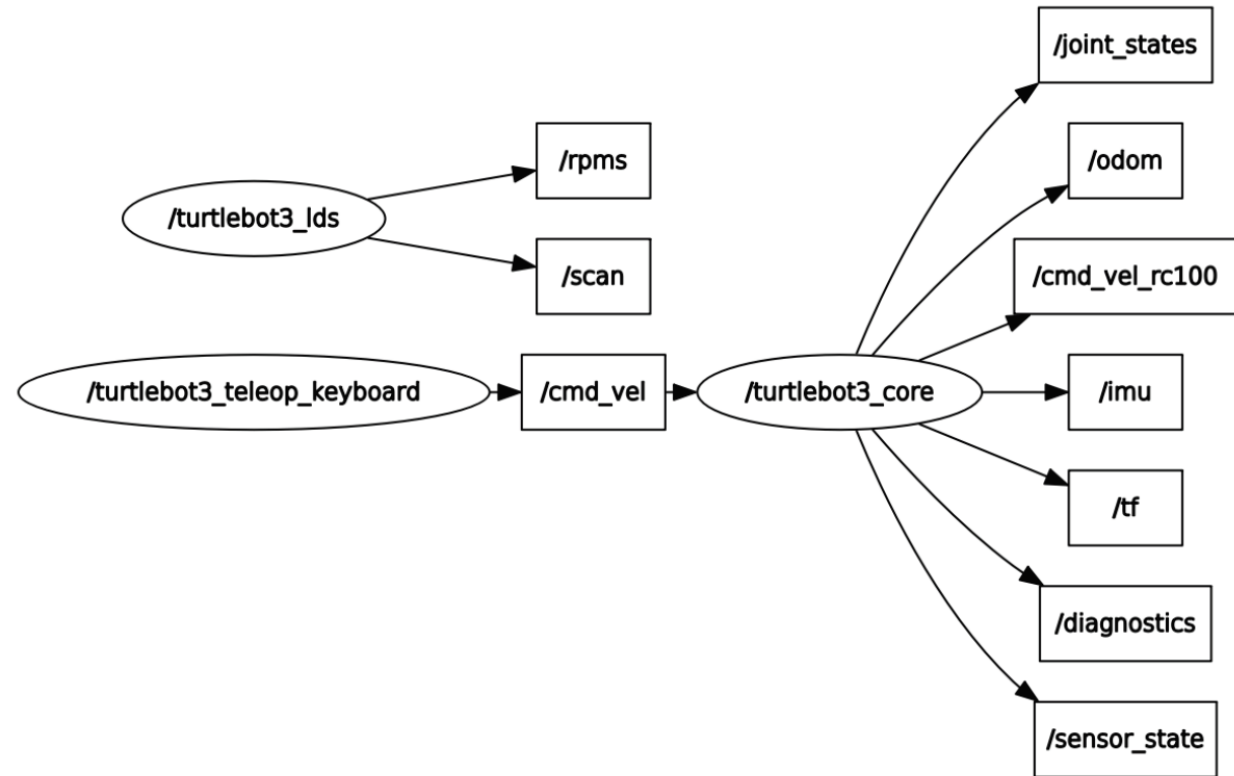 /joint_states
/rpms
/odom
/turtlebot3_lds
/scan
/cmd_vel_rc100
/turtlebot3_teleop_keyboard
/cmd_vel
/turtlebot3_core
/imu
/tf
/diagnostics
/sensor_state